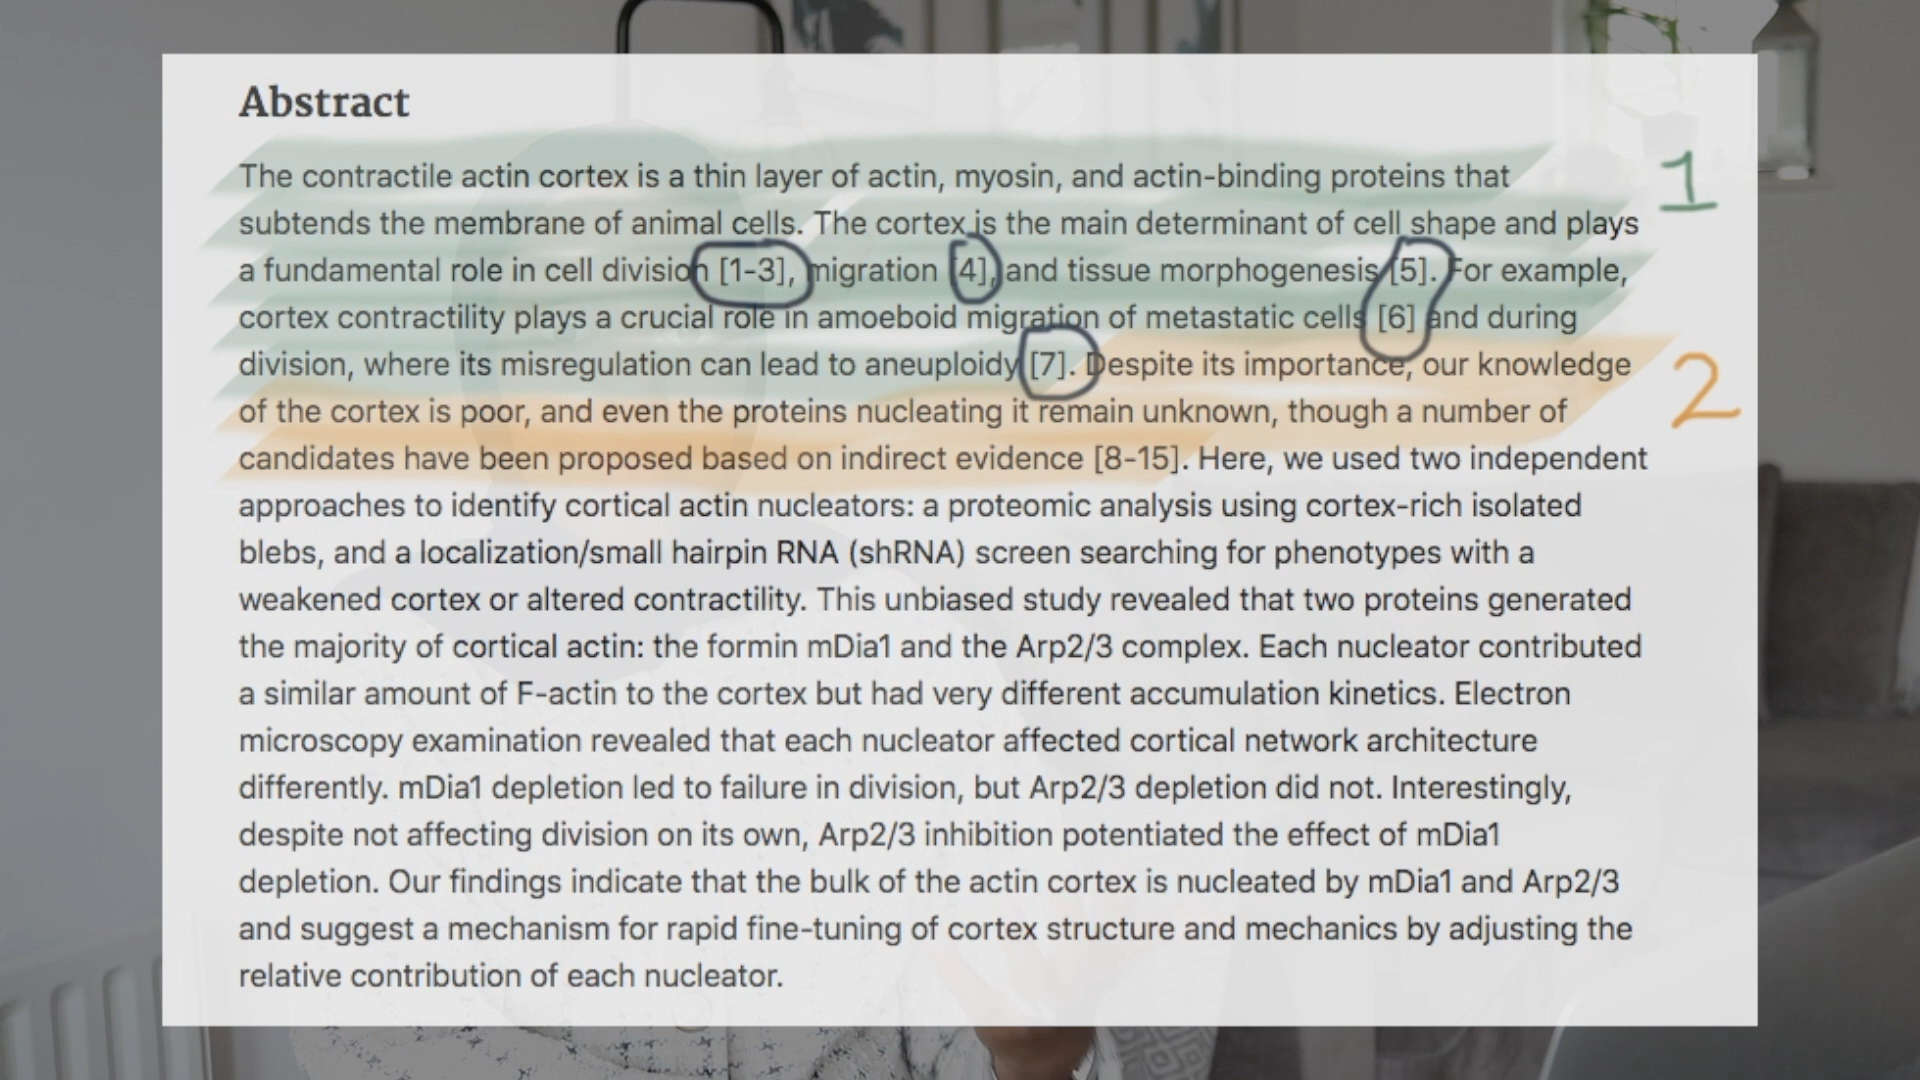 Abstract
The contractile actin cortex is a thin layer of actin, myosin, and actin-binding proteins that
1
subtends the membrane of animal cells. The cortex is the main determinant of cell shape and plays
a fundamental role in cell division [1-3], migration [4], and tissue morphogenesis [5]. For example,
cortex contractility plays a crucial role in amoeboid migration of metastatic cells [6] and during
division, where its misregulation can lead to aneuploidy [7]. Despite its importance, our knowledge
2
of the cortex is poor, and even the proteins nucleating it remain unknown, though a number of
candidates have been proposed based on indirect evidence [8-15]. Here, we used two independent
approaches to identify cortical actin nucleators: a proteomic analysis using cortex-rich isolated
blebs, and a localization/small hairpin RNA (shRNA) screen searching for phenotypes with a
weakened cortex or altered contractility. This unbiased study revealed that two proteins generated
the majority of cortical actin: the formin mDia1 and the Arp2/3 complex. Each nucleator contributed
a similar amount of F-actin to the cortex but had very different accumulation kinetics. Electron
microscopy examination revealed that each nucleator affected cortical network architecture
differently. mDia1 depletion led to failure in division, but Arp2/3 depletion did not. Interestingly,
despite not affecting division on its own, Arp2/3 inhibition potentiated the effect of mDia1
depletion. Our findings indicate that the bulk of the actin cortex is nucleated by mDia1 and Arp2/3
and suggest a mechanism for rapid fine-tuning of cortex structure and mechanics by adjusting the
relative contribution of each nucleator.